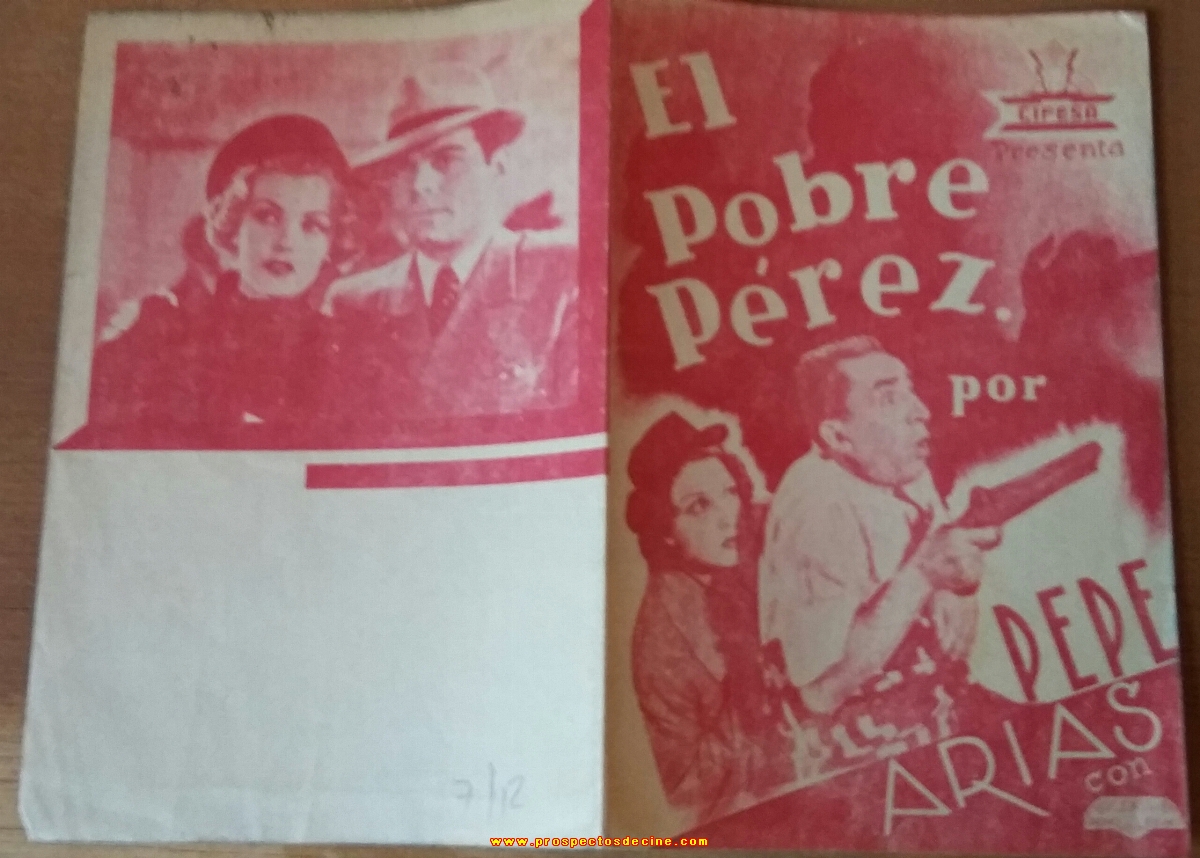 CIFESA
Presenta
El
Pobre
Pérez.
por
PEPE
ARIAS
con
7/12
www.prospectosdecine.com